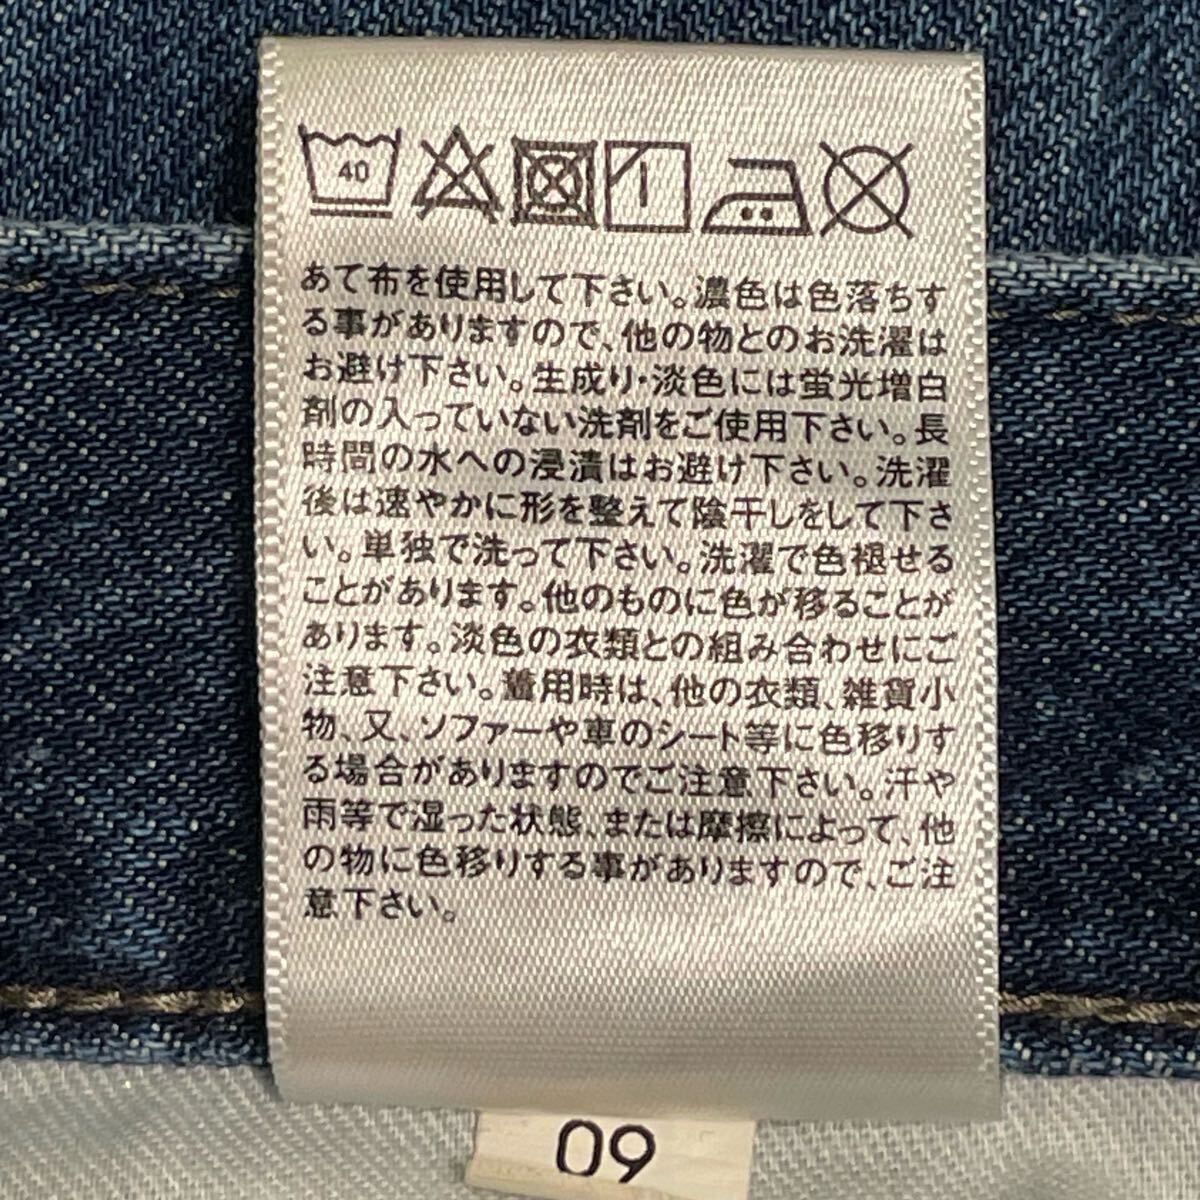 40
あて布を使用して下さい。濃色は色落ちす
る事がありますので、他の物とのお洗濯は
お避け下さい。生成り・淡色には蛍光増白
剤の入っていない洗剤をご使用下さい。長
時間の水への浸漬はお避け下さい。洗濯
後は速やかに形を整えて陰干しをして下さ
い。単独で洗って下さい。洗濯で色褪せる
ことがあります。他のものに色が移ることが
あります。淡色の衣類との組み合わせにご
注意下さい。着用時は、他の衣類、雑貨小
物、又、ソファーや車のシート等に色移りす
る場合がありますのでご注意下さい。汗や
雨等で湿った状態、または摩擦によって、他
の物に色移りする事がありますので、ご注
意下さい。
09